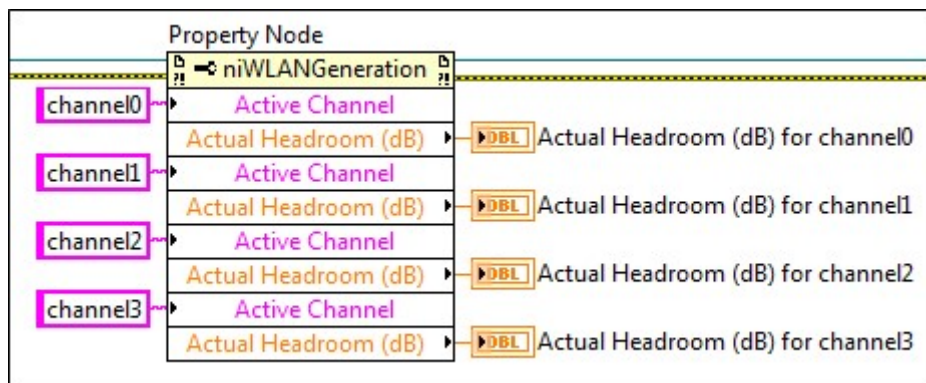 Property Node
?! niWLANGeneration ?!
channel0 Active Channel
Actual Headroom (dB) DBL Actual Headroom (dB) for channel0
channel1 Active Channel
Actual Headroom (dB) DBL Actual Headroom (dB) for channel1
channel2 Active Channel
Actual Headroom (dB) DBL Actual Headroom (dB) for channel2
channel3 Active Channel
Actual Headroom (dB) DBL Actual Headroom (dB) for channel3